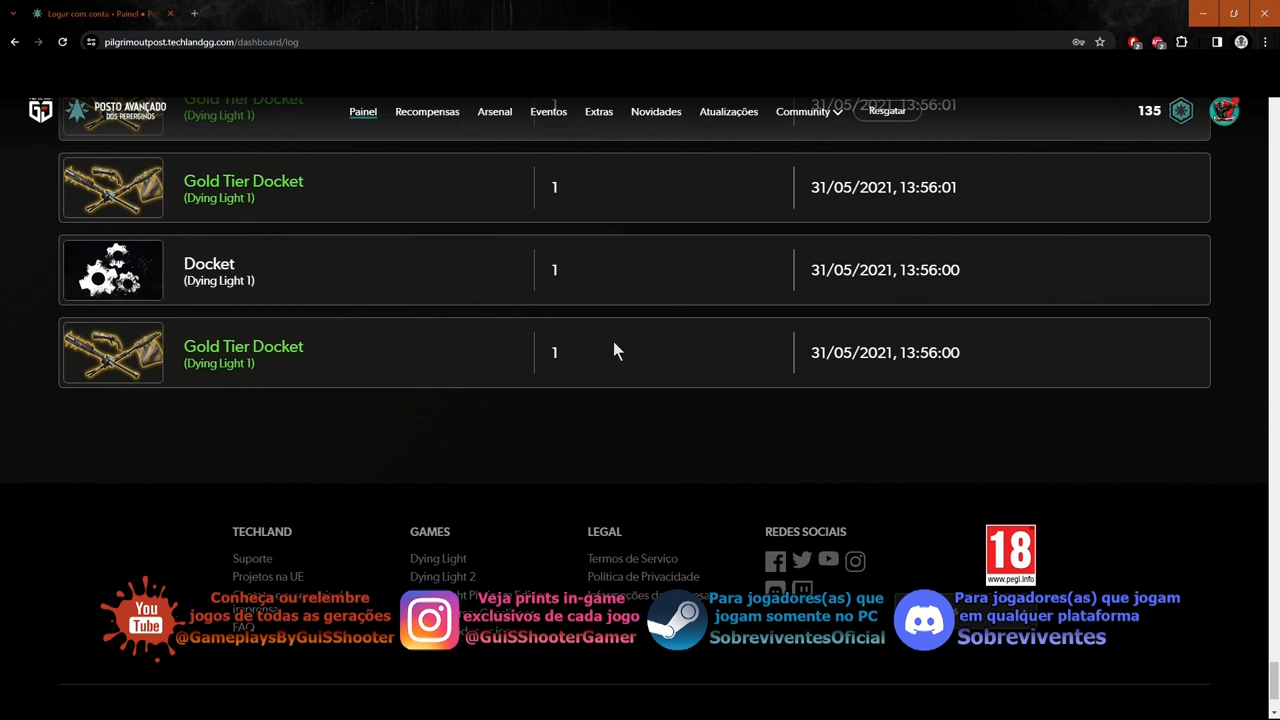 Logar com conta • Painel • P
pilgrimoutpost.techlandgg.com/dashboard/log
GG
POSTO AVANÇADO
DOS PEREGRINOS
Painel
Recompensas
Arsenal
Eventos
Extras
Novidades
Atualizações
Community
Resgatar
135
Gold Tier Docket
(Dying Light 1)
31/05/2021, 13:56:01
Gold Tier Docket
(Dying Light 1)
1
31/05/2021, 13:56:01
Docket
(Dying Light 1)
1
31/05/2021, 13:56:00
Gold Tier Docket
(Dying Light 1)
1
31/05/2021, 13:56:00
TECHLAND
Suporte
Projetos na UE
FAQ
GAMES
Dying Light
Dying Light 2
LEGAL
Termos de Serviço
Política de Privacidade
REDES SOCIAIS
18
www.pegi.info
You
Tube
Conheça ou relembre
jogos de todas as gerações
@GameplaysByGuiSShooter
Veja prints in-game
exclusivos de cada jogo
@GuiSShooterGamer
Para jogadores(as) que
jogam somente no PC
SobreviventesOficial
Para jogadores(as) que jogam
em qualquer plataforma
Sobreviventes